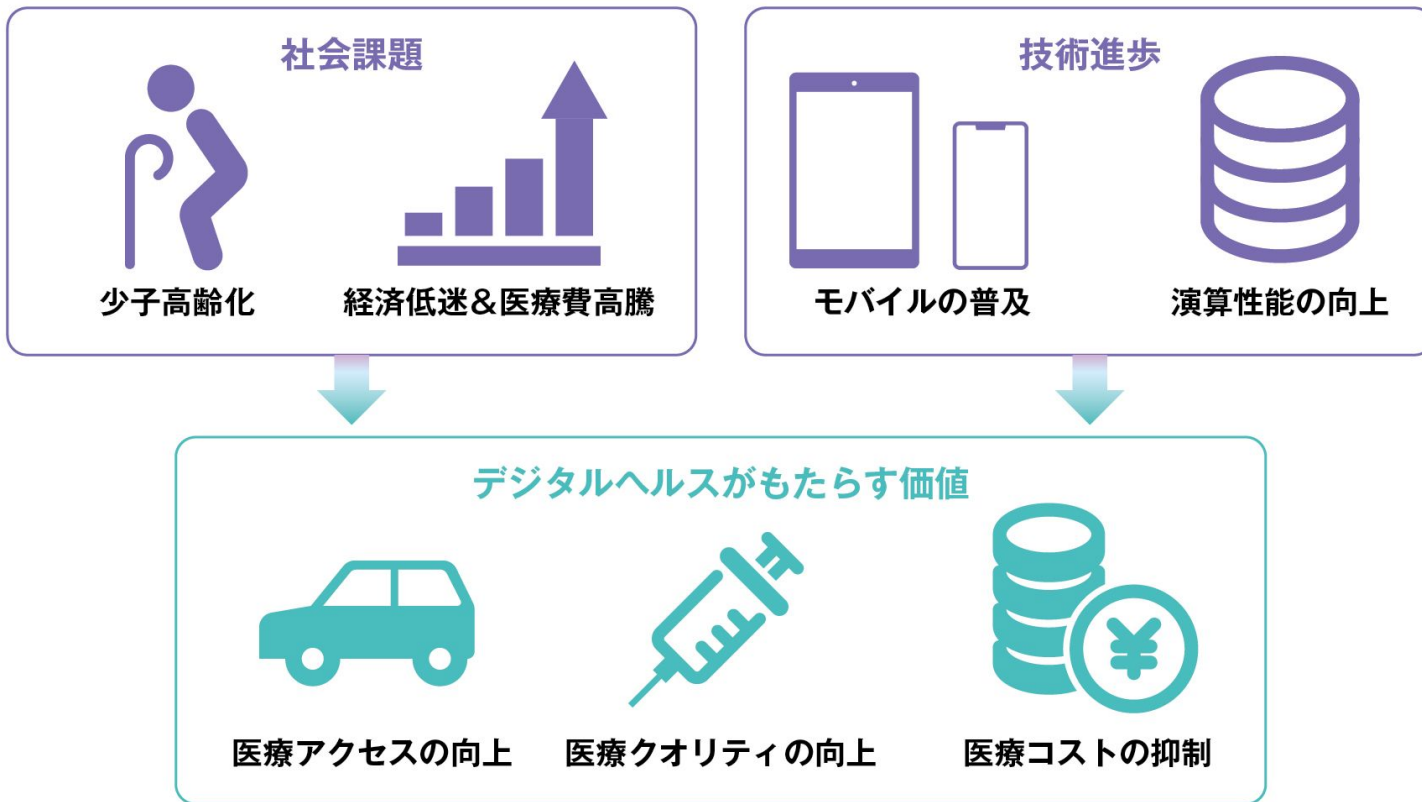 社会課題
少子高齢化
経済低迷＆医療費高騰
技術進歩
モバイルの普及
演算性能の向上
デジタルヘルスがもたらす価値
¥
医療アクセスの向上
医療クオリティの向上
医療コストの抑制